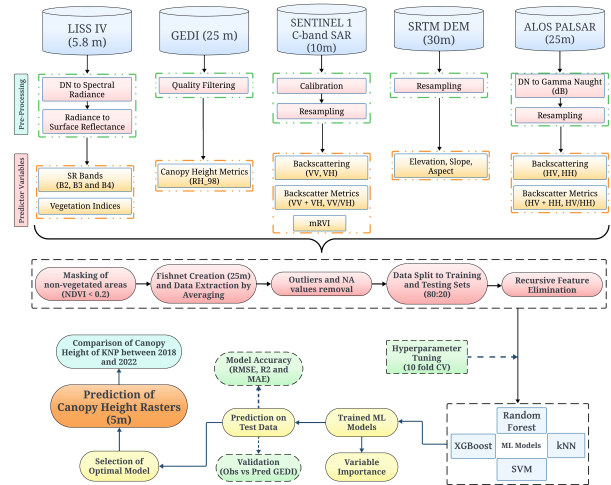 LISS IV
(5.8 m)
GEDI (25 m)
SENTINEL 1
C-band SAR
(10m)
SRTM DEM
(30m)
ALOS PALSAR
(25m)
Pre-Processing
DN to Spectral
Radiance
Radiance to
Surface Reflectance
Quality Filtering
Calibration
Resampling
Resampling
DN to Gamma Naught
(dB)
Resampling
Predictor Variables
SR Bands
(B2, B3 and B4)
Vegetation Indices
Canopy Height Metrics
(RH_98)
Backscattering
(VV, VH)
Backscatter Metrics
(VV + VH, VV/VH)
mRVI
Elevation, Slope,
Aspect
Backscattering
(HV, HH)
Backscatter Metrics
(HV + HH, HV/HH)
Masking of
non-vegetated areas
(NDVI < 0.2)
Fishnet Creation (25m)
and Data Extraction by
Averaging
Outliers and NA
values removal
Data Split to Training
and Testing Sets
(80:20)
Recursive Feature
Elimination
Comparison of Canopy
Height of KNP between 2018
and 2022
Model Accuracy
(RMSE, R2 and
MAE)
Hyperparameter
Tuning
(10 fold CV)
Prediction of
Canopy Height Rasters
(5m)
Prediction on
Test Data
Trained ML
Models
Random
Forest
XGBoost
ML Models
kNN
SVM
Selection of
Optimal Model
Validation
(Obs vs Pred GEDI)
Variable
Importance